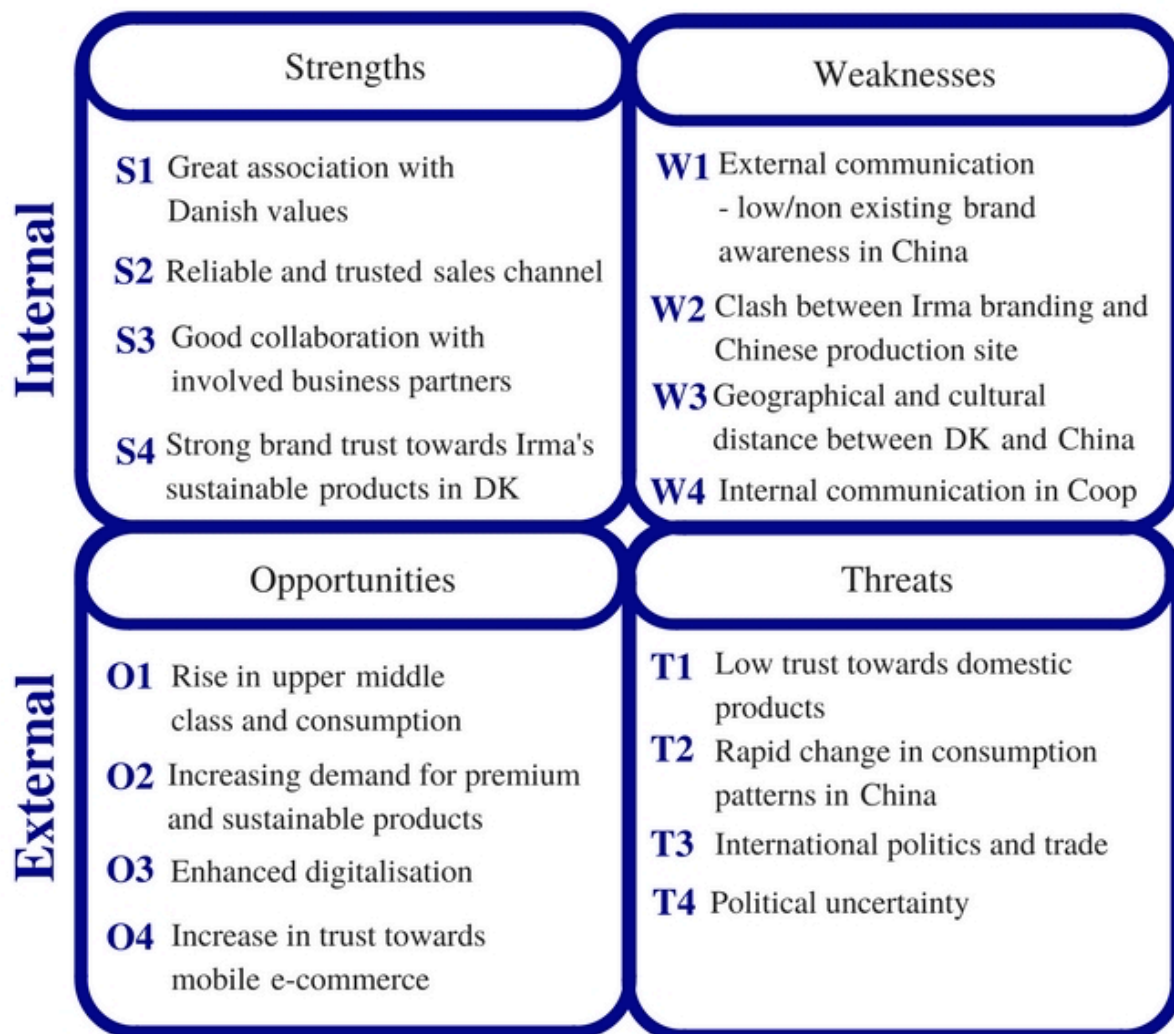 Internal
Strengths
S1 Great association with
Danish values
S2 Reliable and trusted sales channel
S3 Good collaboration with
involved business partners
S4 Strong brand trust towards Irma's
sustainable products in DK
Weaknesses
W1 External communication
- low/non existing brand
awareness in China
W2 Clash between Irma branding and
Chinese production site
W3 Geographical and cultural
distance between DK and China
W4 Internal communication in Coop
External
Opportunities
O1 Rise in upper middle
class and consumption
O2 Increasing demand for premium
and sustainable products
O3 Enhanced digitalisation
O4 Increase in trust towards
mobile e-commerce
Threats
T1 Low trust towards domestic
products
T2 Rapid change in consumption
patterns in China
T3 International politics and trade
T4 Political uncertainty